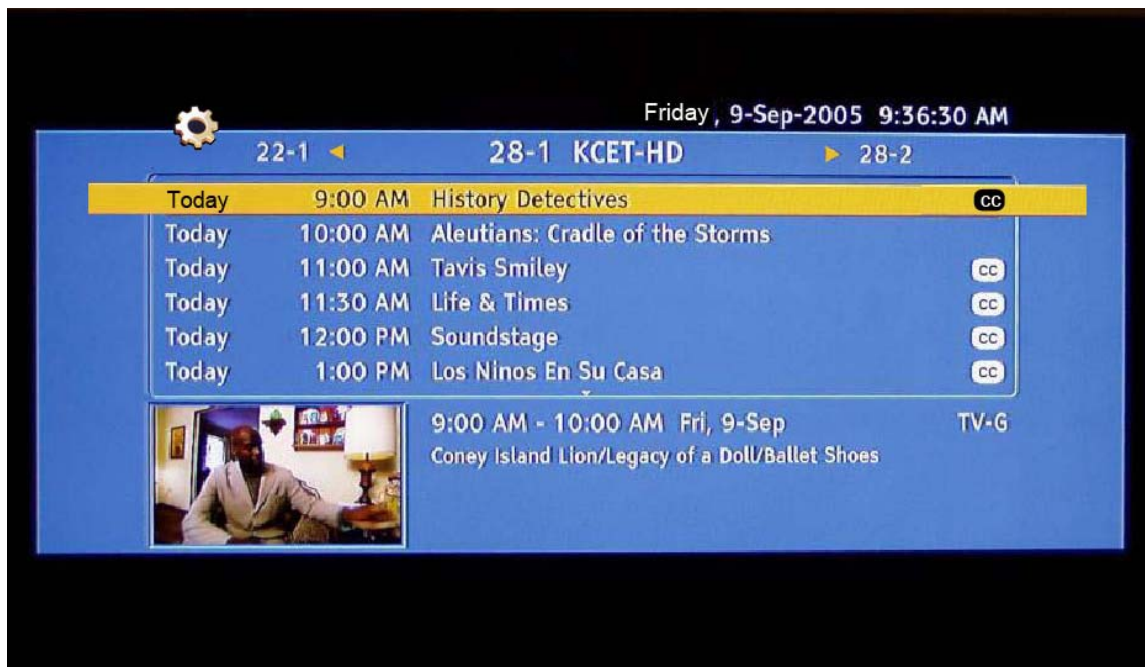 Friday, 9-Sep-2005 9:36:30 AM
22-1 28-1 KCET-HD 28-2
Today 9:00 AM History Detectives CC
Today 10:00 AM Aleutians: Cradle of the Storms
Today 11:00 AM Tavis Smiley CC
Today 11:30 AM Life & Times CC
Today 12:00 PM Soundstage CC
Today 1:00 PM Los Ninos En Su Casa CC
9:00 AM - 10:00 AM Fri, 9-Sep TV-G
Coney Island Lion/Legacy of a Doll/Ballet Shoes